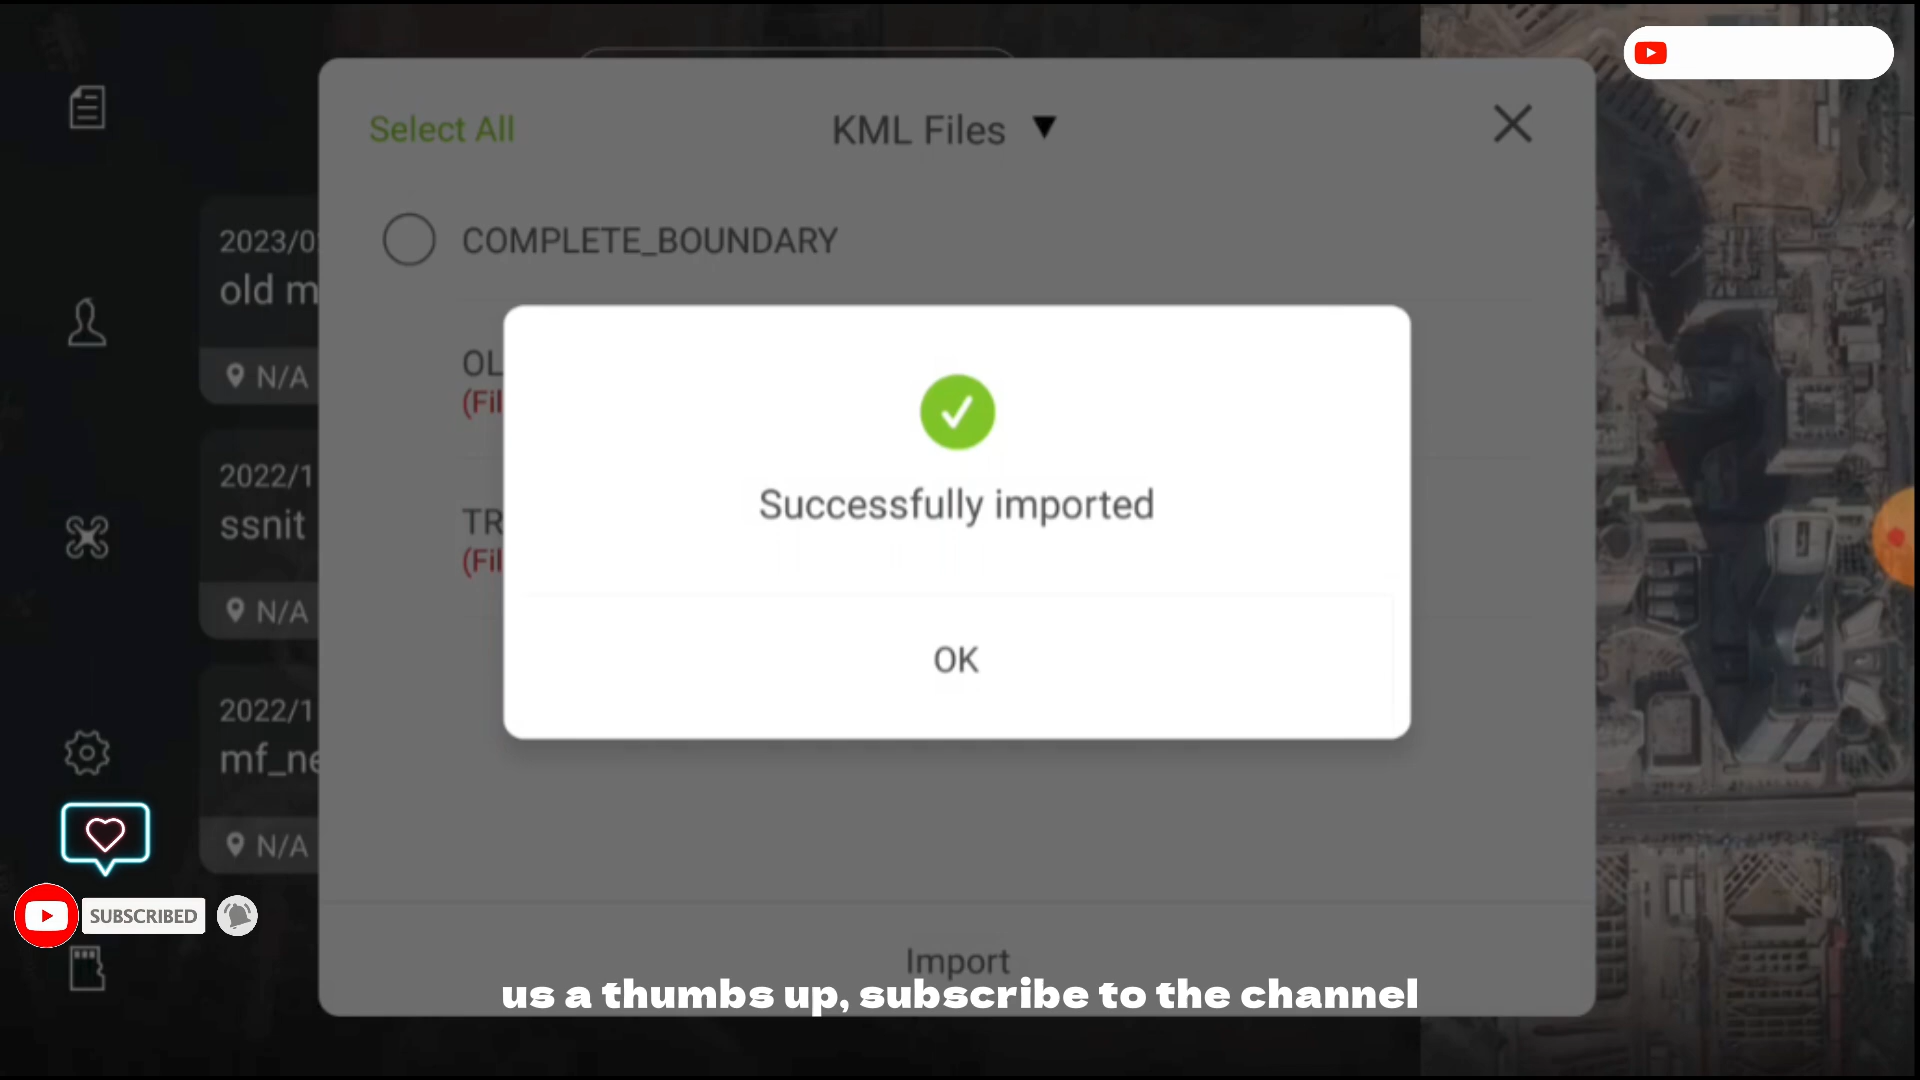 Select All
KML Files
2023/0
old m
N/A
COMPLETE_BOUNDARY
OL
(Fil
2022/1
ssnit
N/A
TR
(Fil
Successfully imported
OK
2022/1
mf_ne
N/A
SUBSCRIBED
Import
us a thumbs up, subscribe to the channel